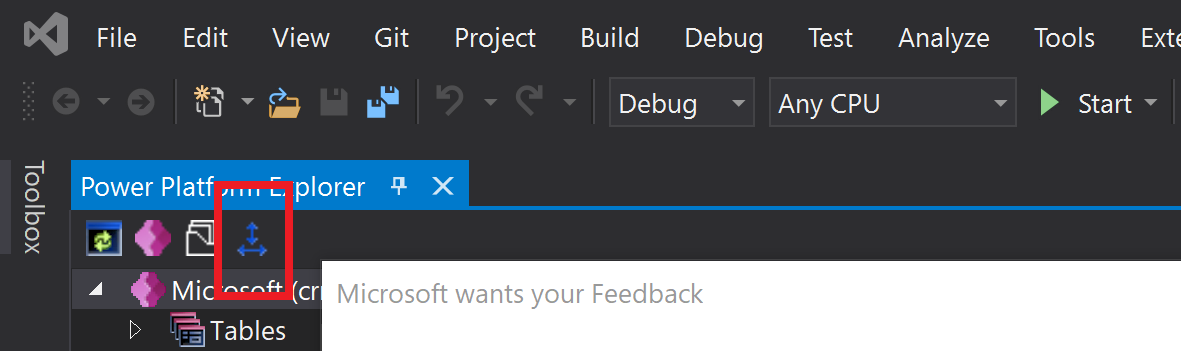 File Edit View Git Project Build Debug Test Analyze Tools Exte
Debug Any CPU Start
Toolbox
Power Platform Explorer
Microsoft (cr
Microsoft wants your Feedback
Tables